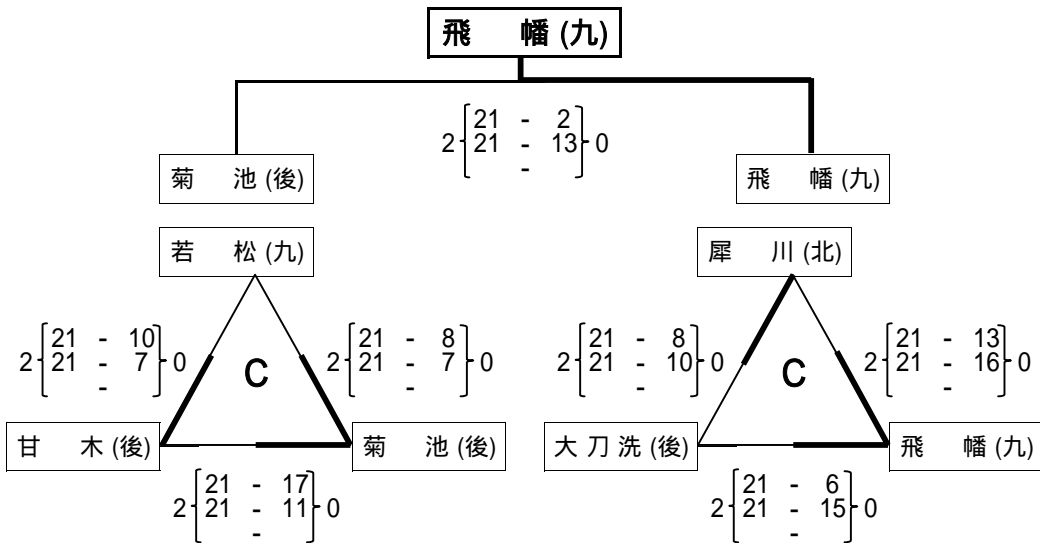 飛 幡 (九)
21 - 2
2 21 - 13 0
-
菊 池 (後) 飛 幡 (九)
若 松 (九) 犀 川 (北)
21 - 10 21 - 8 21 - 8 21 - 13
2 21 - 7 0 C 2 21 - 7 0 2 21 - 10 0 C 2 21 - 16 0
- - - -
甘 木 (後) 菊 池 (後) 大 刀 洗 (後) 飛 幡 (九)
21 - 17 21 - 6
2 21 - 11 0 2 21 - 15 0
- -